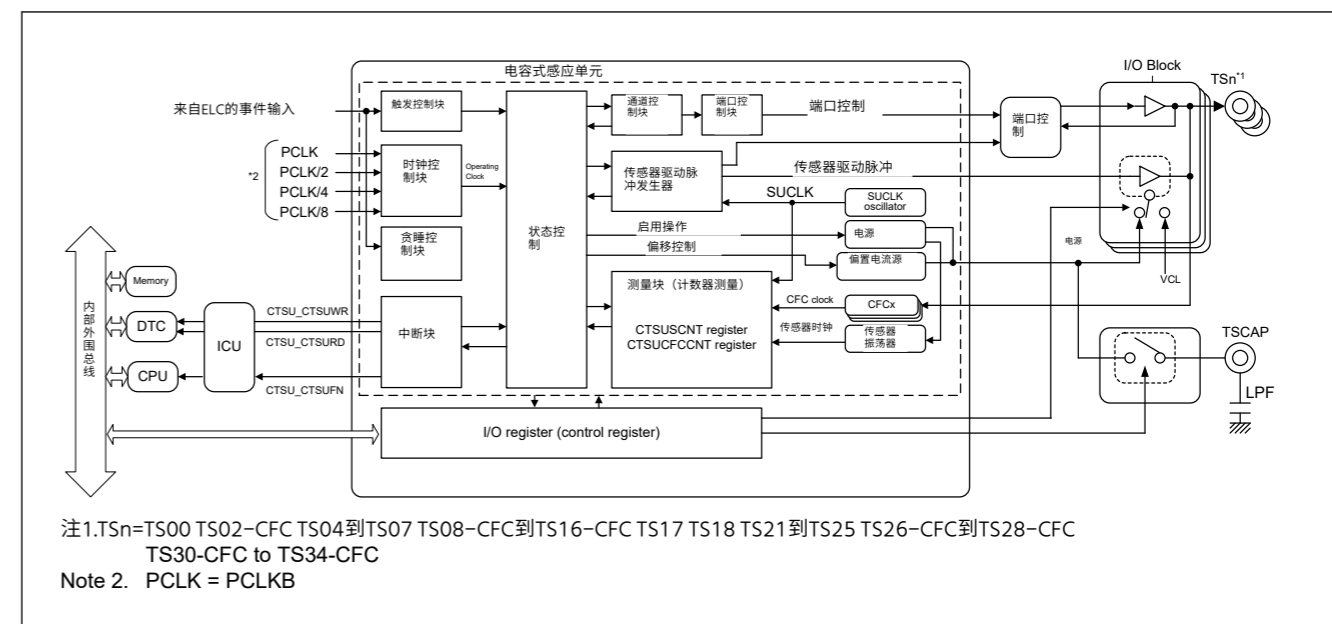 电容式感应单元
I/O Block
TSn*1
来自ELC的事件输入
触发控制块
通道控
制块
端口控
制块
端口控制
端口控
制
*2
PCLK
PCLK/2
PCLK/4
PCLK/8
时钟控
制块
Operating
Clock
传感器驱动脉
冲发生器
传感器驱动脉冲
SUCLK
SUCLK
oscillator
贪睡控
制块
状态控
制
启用操作
电源
偏移控制
偏置电流源
电源
VCL
内部外围总线
Memory
DTC
CPU
ICU
CTSU_CTSUWR
CTSU_CTSURD
CTSU_CTSUFN
中断块
测量块（计数器测量）
CTSUSCNT register
CTSUCFCCNT register
CFC clock
CFCx
传感器时钟
传感器
振荡器
TSCAP
LPF
I/O register (control register)
注1.TSn=TS00 TS02-CFC TS04到TS07 TS08-CFC到TS16-CFC TS17 TS18 TS21到TS25 TS26-CFC到TS28-CFC
TS30-CFC to TS34-CFC
Note 2. PCLK = PCLKB